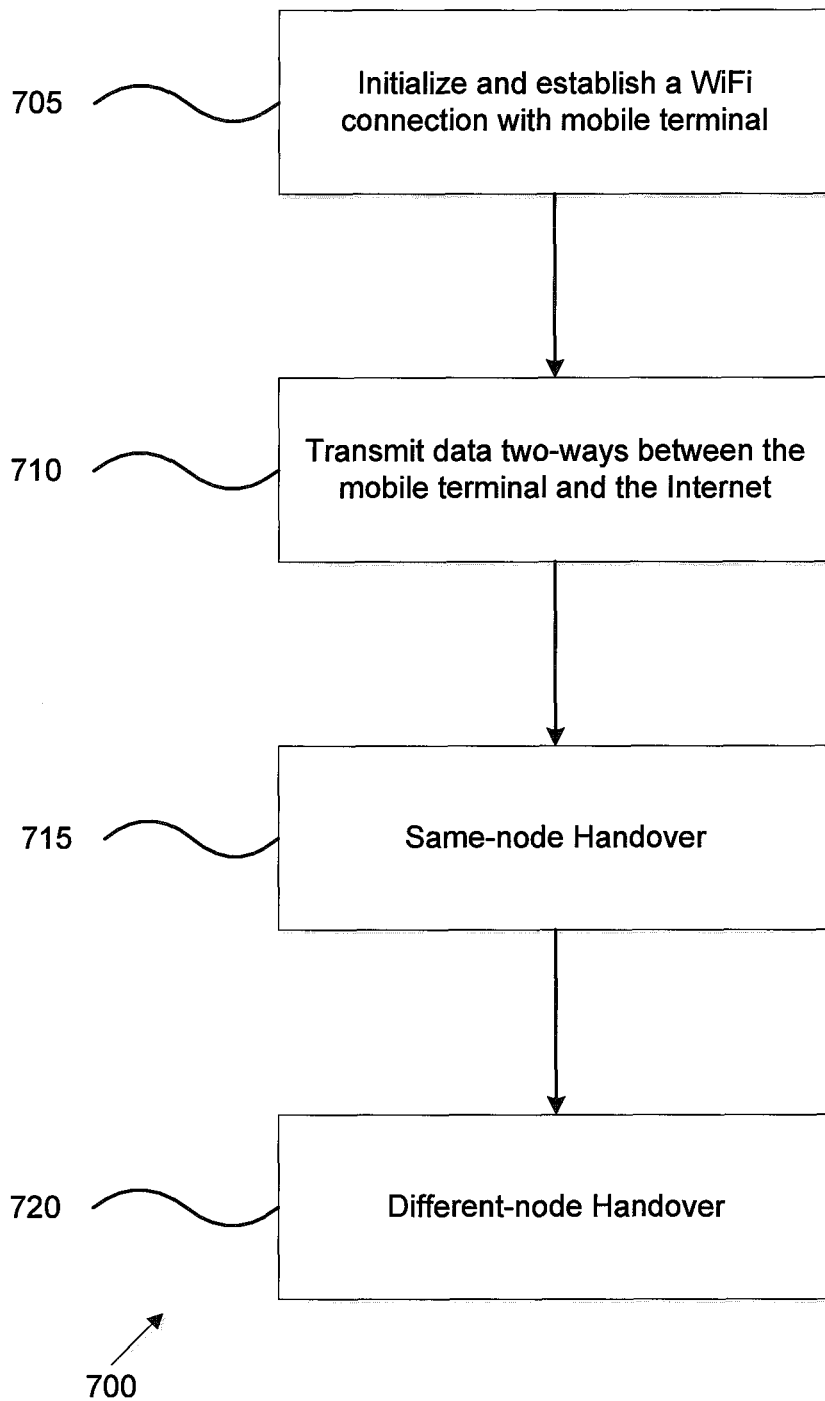 705
Initialize and establish a WiFi
connection with mobile terminal
710
Transmit data two-ways between the
mobile terminal and the Internet
715
Same-node Handover
720
Different-node Handover
700